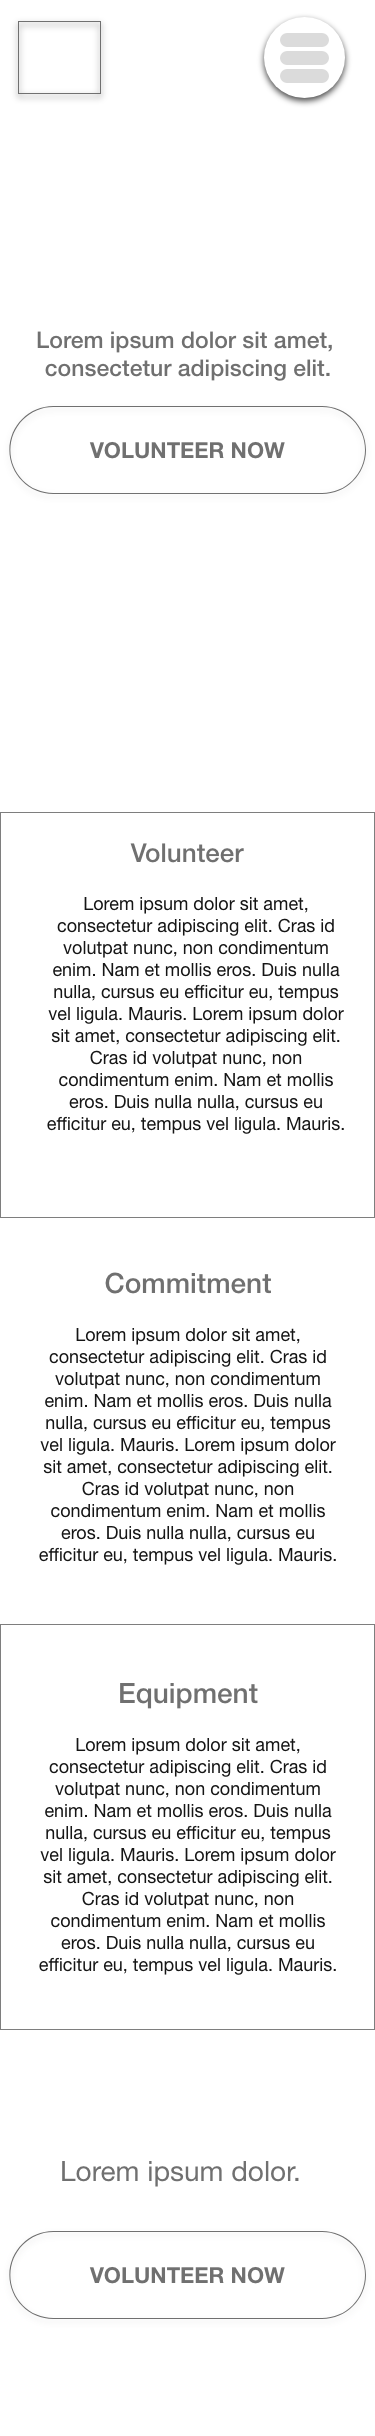 Lorem ipsum dolor sit amet,
consectetur adipiscing elit.
VOLUNTEER NOW
Volunteer
Lorem ipsum dolor sit amet,
consectetur adipiscing elit. Cras id
volutpat nunc, non condimentum
enim. Nam et mollis eros. Duis nulla
nulla, cursus eu efficitur eu, tempus
vel ligula. Mauris. Lorem ipsum dolor
sit amet, consectetur adipiscing elit.
Cras id volutpat nunc, non
condimentum enim. Nam et mollis
eros. Duis nulla nulla, cursus eu
efficitur eu, tempus vel ligula. Mauris.
Commitment
Lorem ipsum dolor sit amet,
consectetur adipiscing elit. Cras id
volutpat nunc, non condimentum
enim. Nam et mollis eros. Duis nulla
nulla, cursus eu efficitur eu, tempus
vel ligula. Mauris. Lorem ipsum dolor
sit amet, consectetur adipiscing elit.
Cras id volutpat nunc, non
condimentum enim. Nam et mollis
eros. Duis nulla nulla, cursus eu
efficitur eu, tempus vel ligula. Mauris.
Equipment
Lorem ipsum dolor sit amet,
consectetur adipiscing elit. Cras id
volutpat nunc, non condimentum
enim. Nam et mollis eros. Duis nulla
nulla, cursus eu efficitur eu, tempus
vel ligula. Mauris. Lorem ipsum dolor
sit amet, consectetur adipiscing elit.
Cras id volutpat nunc, non
condimentum enim. Nam et mollis
eros. Duis nulla nulla, cursus eu
efficitur eu, tempus vel ligula. Mauris.
Lorem ipsum dolor.
VOLUNTEER NOW